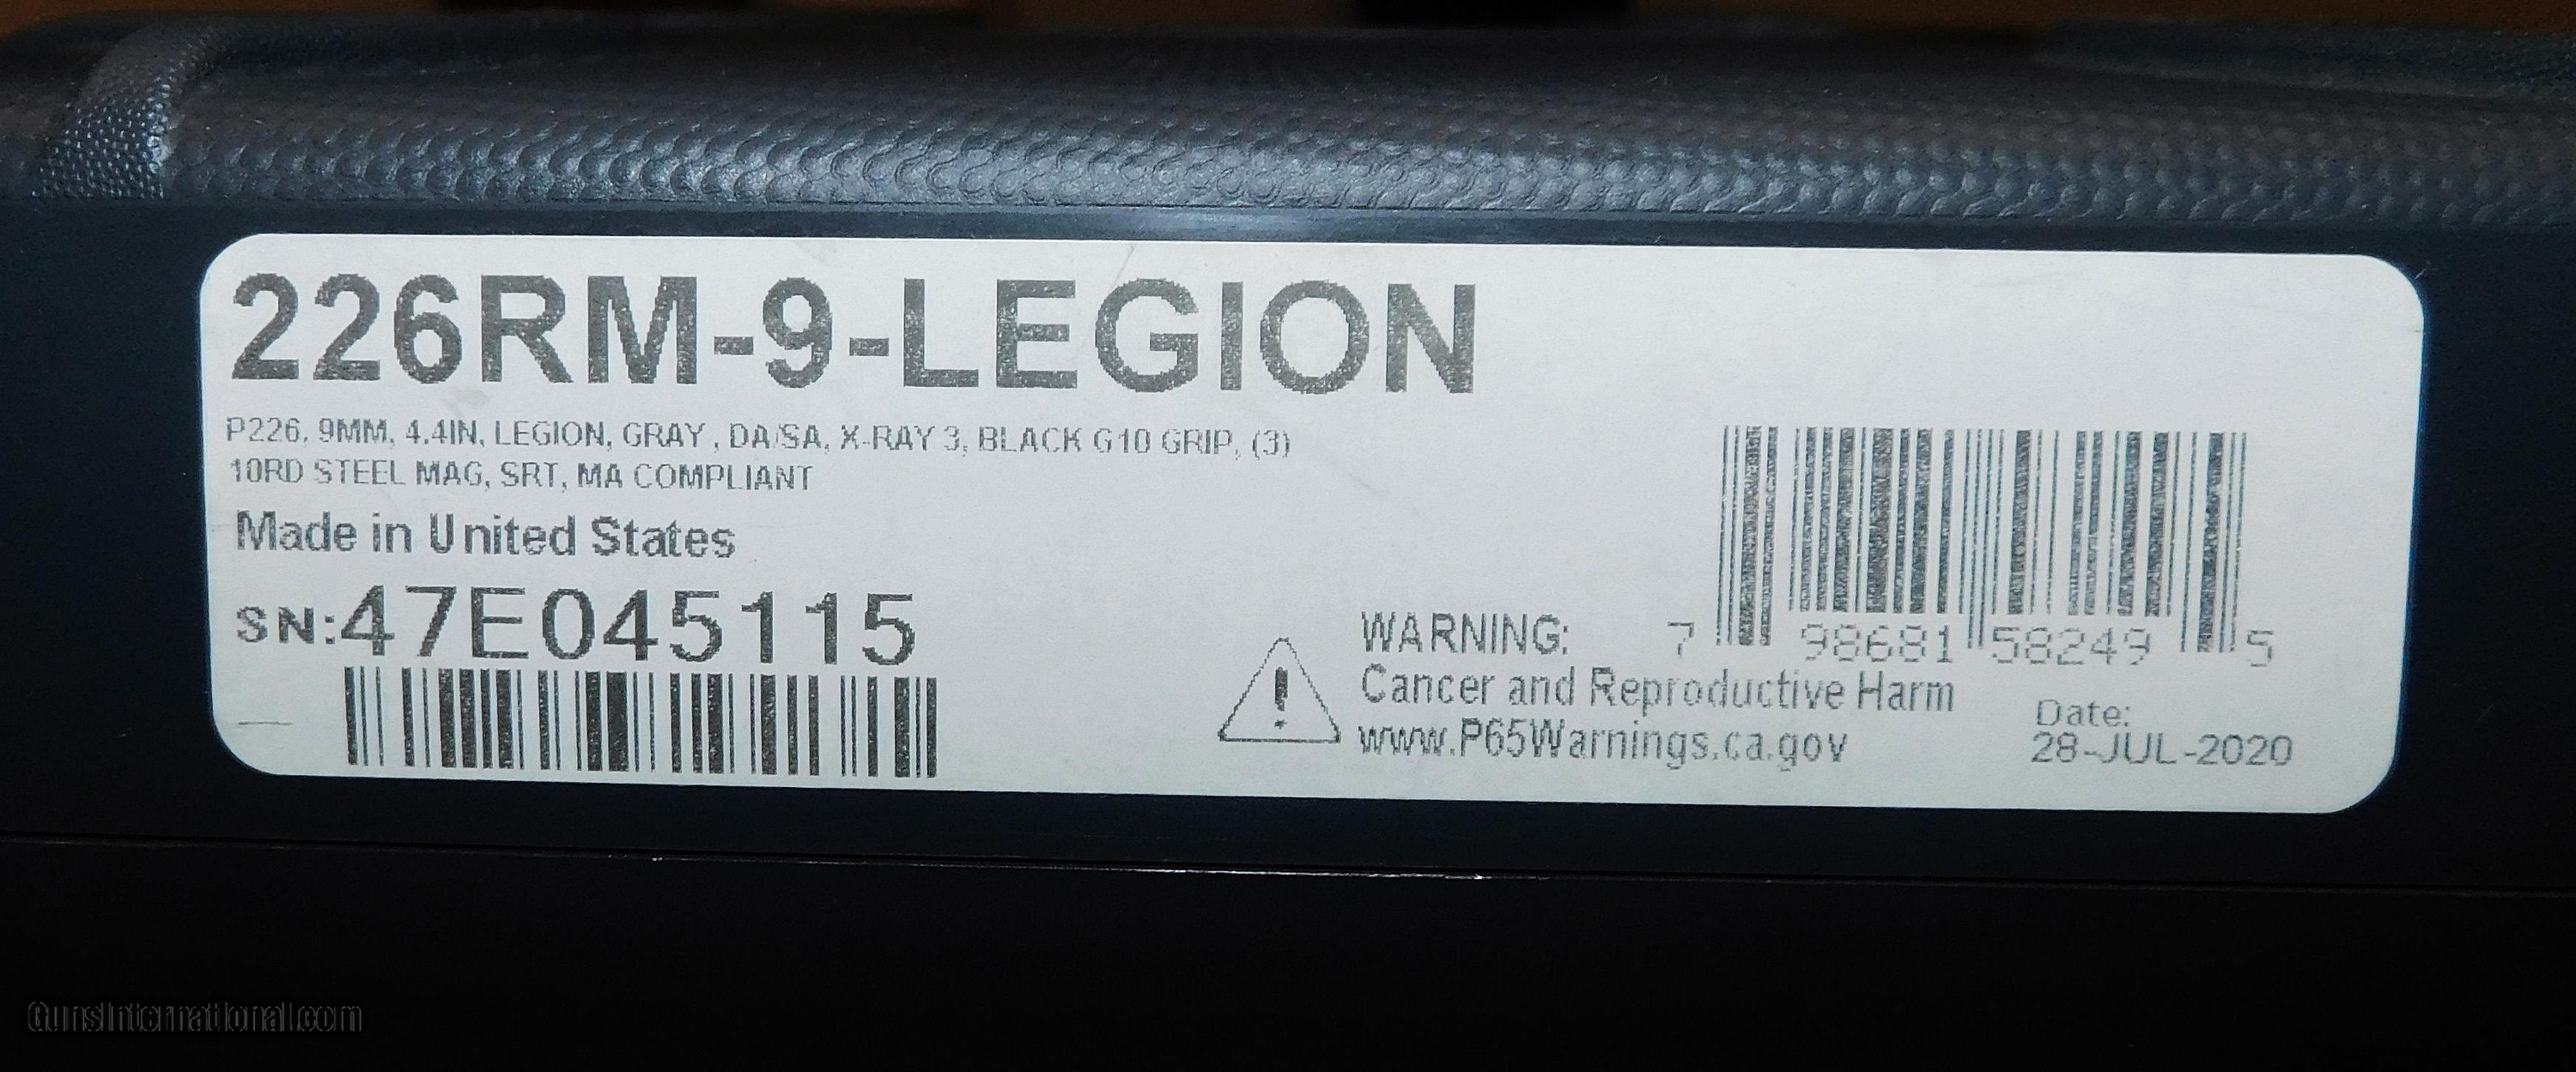 226RM-9-LEGION
P226, 9MM, 4.4IN, LEGION, GRAY , DA/SA, X-RAY 3, BLACK G10 GRIP, (3)
10RD STEEL MAG, SRT, MA COMPLIANT
Made in United States
SN:47E045115
7 98681 58249 5
WARNING:
Cancer and Reproductive Harm
www.P65Warnings.ca.gov
Date:
28-JUL-2020
GunsInternational.com